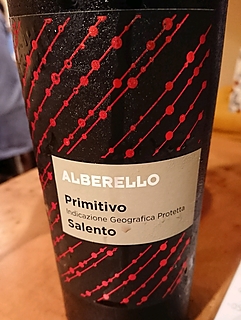 ALBERELLO
Primitivo
Indicazione Geografica Protetta
Salento